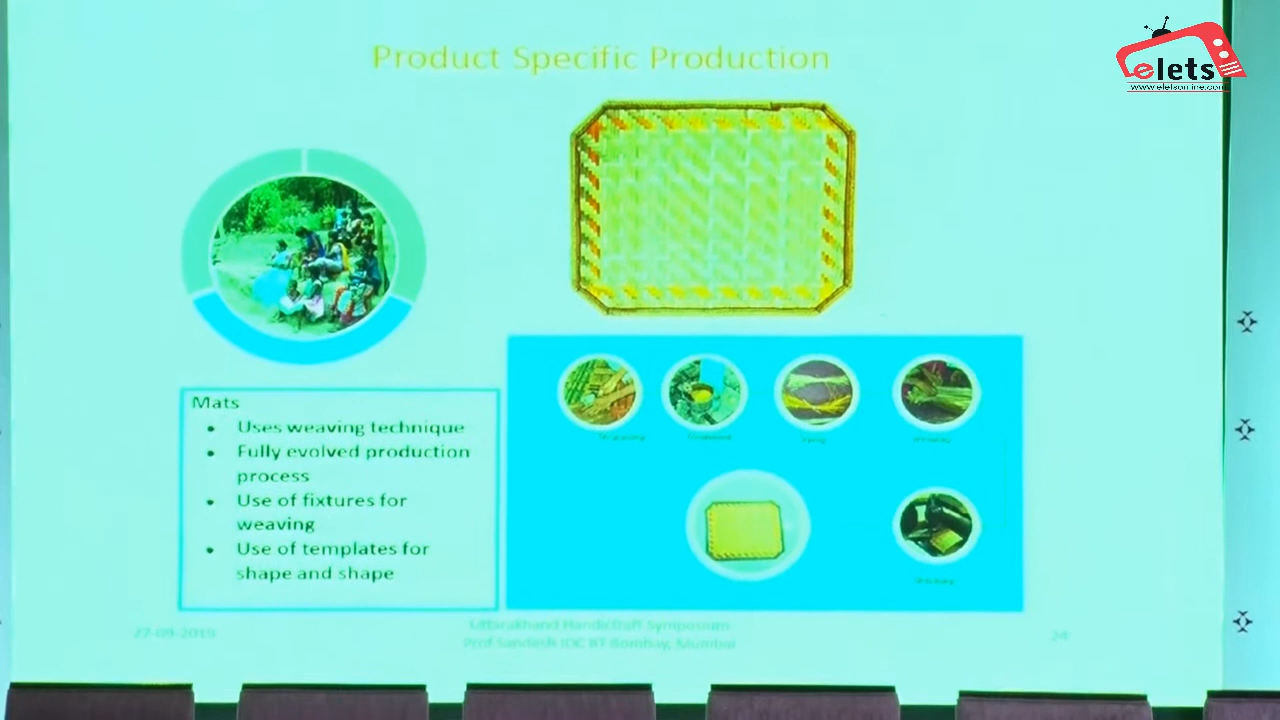 Product Specific Production
elets
www.eletsonline.com
Mats
• Uses weaving technique
• Fully evolved production
process
• Use of fixtures for
weaving
• Use of templates for
shape and shape
27-09-2019
Uttarakhand Handicraft Symposium
Prof Sandesh IDC IIT Bombay, Mumbai
24